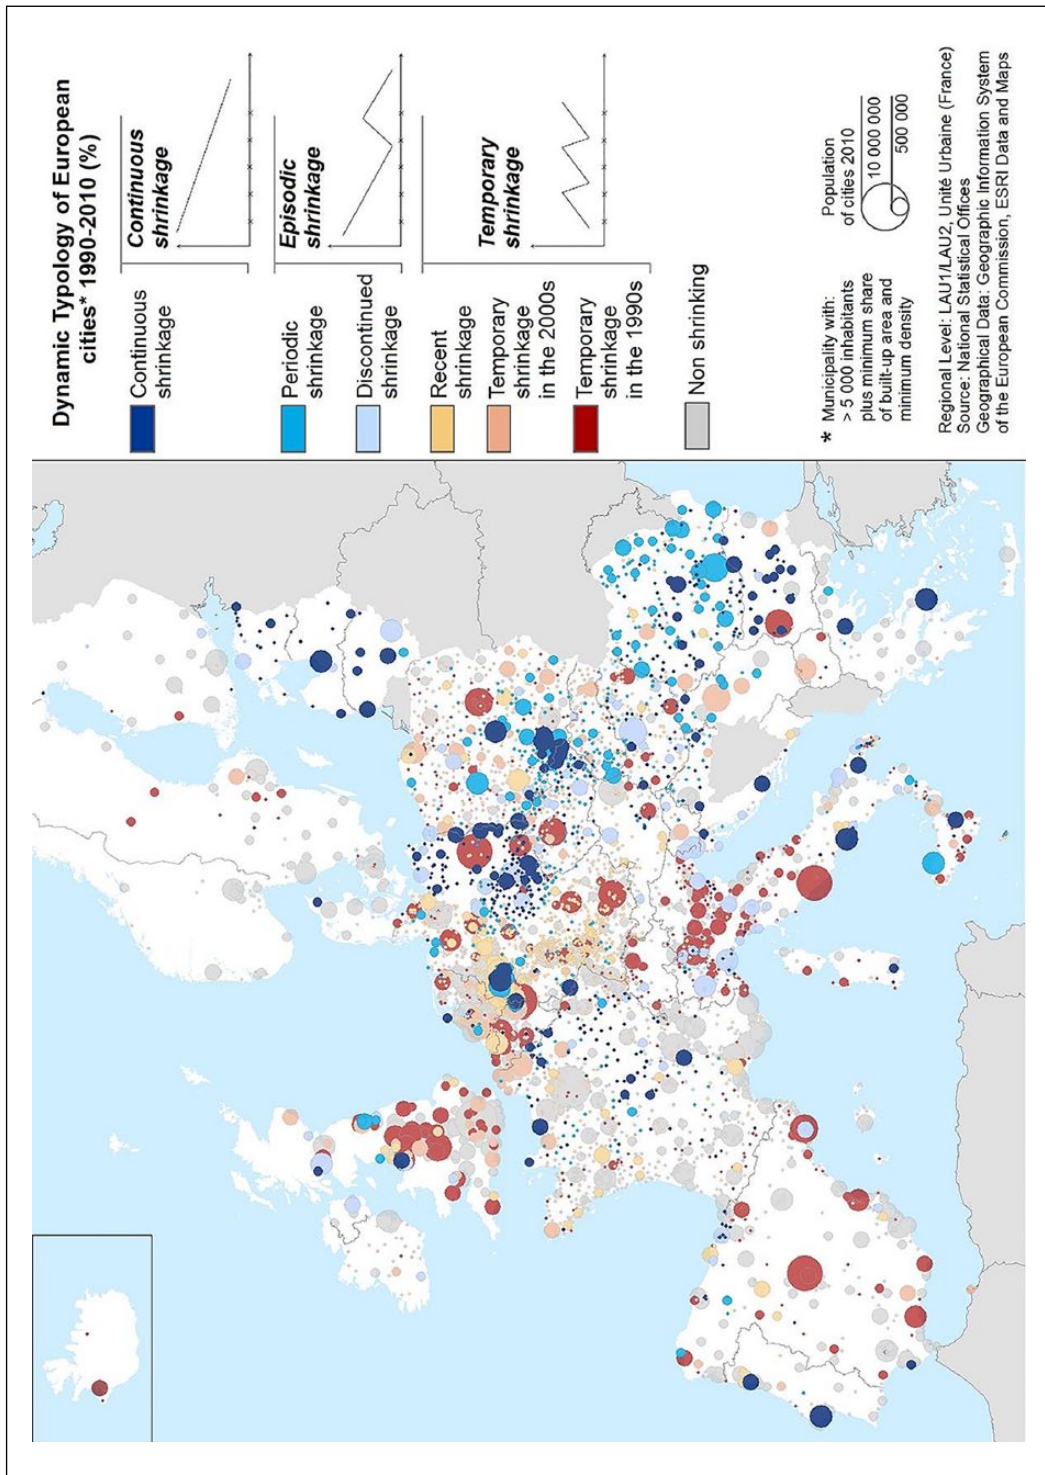 Dynamic Typology of European
cities* 1990-2010 (%)
Continuous
shrinkage
Continuous
shrinkage
Periodic
shrinkage
Discontinued
shrinkage
Episodic
shrinkage
Recent
shrinkage
Temporary
shrinkage
in the 2000s
Temporary
shrinkage
in the 1990s
Temporary
shrinkage
Non shrinking
* Municipality with:
> 5 000 inhabitants
plus minimum share
of built-up area and
minimum density
Population
of cities 2010
10 000 000
500 000
Regional Level: LAU1/LAU2, Unité Urbaine (France)
Source: National Statistical Offices
Geographical Data: Geographic Information System
of the European Commission, ESRI Data and Maps